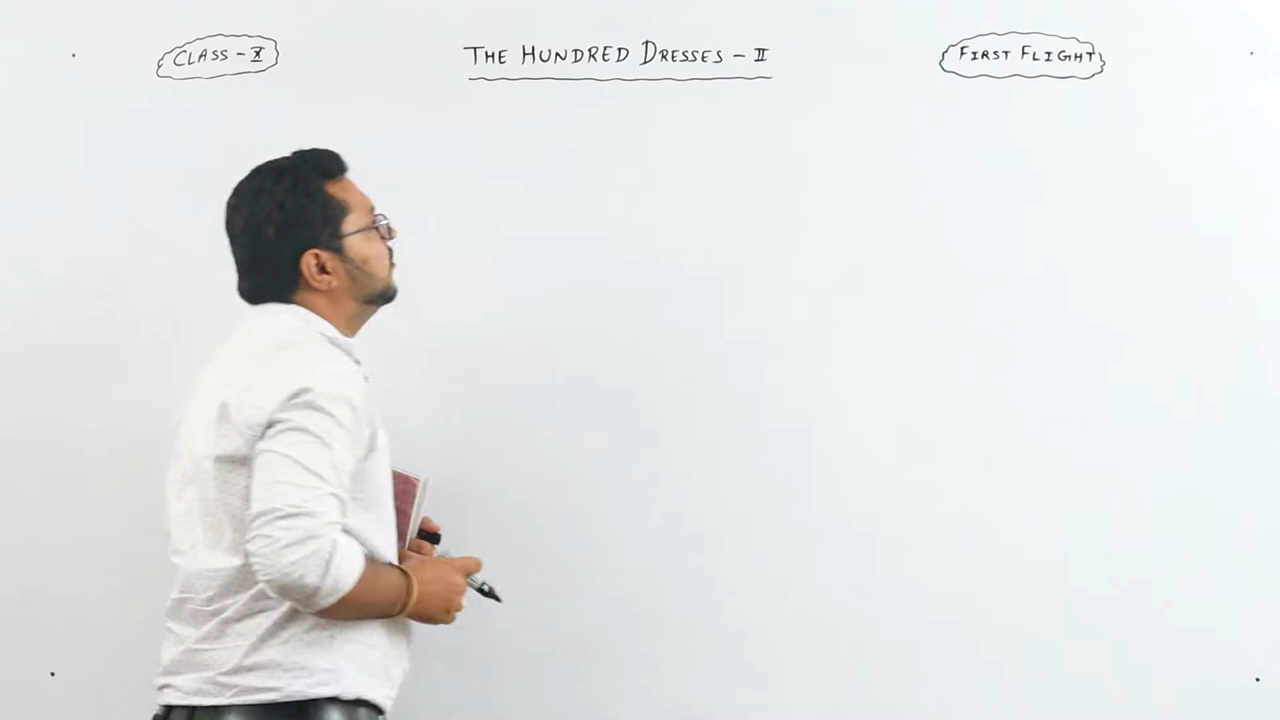 CLASS - X
THE HUNDRED DRESSES - II
FIRST FLIGHT